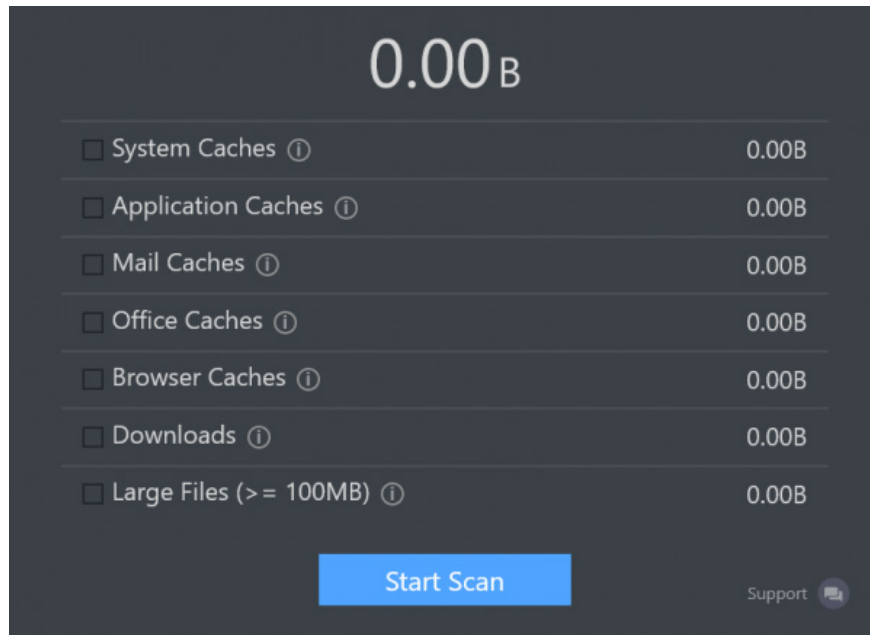 0.00 B
System Caches 0.00B
Application Caches 0.00B
Mail Caches 0.00B
Office Caches 0.00B
Browser Caches 0.00B
Downloads 0.00B
Large Files (>= 100MB) 0.00B
Start Scan
Support